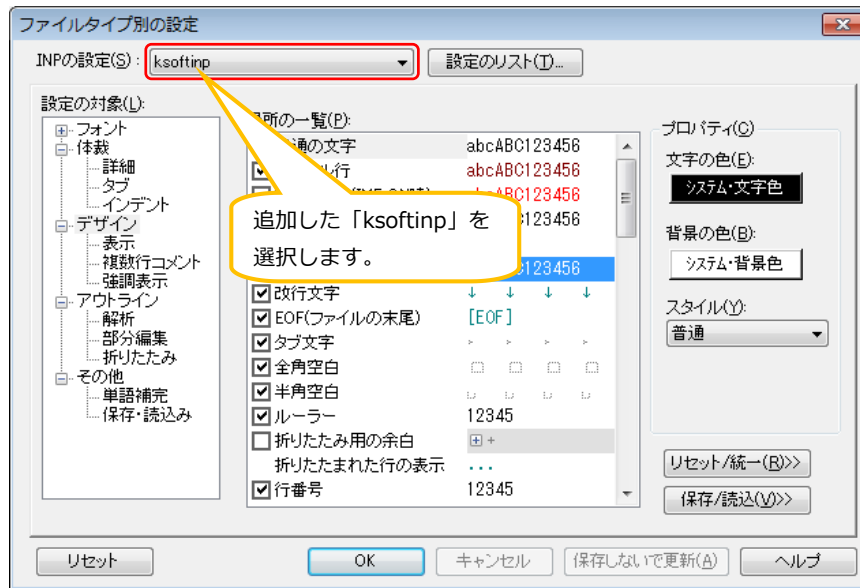 ファイルタイプ別の設定
INPの設定(S): ksoftinp 設定のリスト(T)...
設定の対象(L):
フォント
体裁
詳細
タブ
インデント
デザイン
表示
複数行コメント
強調表示
アウトライン
解析
部分編集
折りたたみ
その他
単語補完
保存・読込み
所の一覧(P):
通の文字 abcABC123456
行 abcABC123456
ABC123456
123456
追加した「ksoftinp」を
選択します。
123456
改行文字 ↓ ↓ ↓ ↓
EOF(ファイルの末尾) [EOF]
タブ文字
全角空白
半角空白
ルーラー 12345
折りたたみ用の余白
折りたたまれた行の表示 ...
行番号 12345
プロパティ(O)
文字の色(E):
システム・文字色
背景の色(B):
システム・背景色
スタイル(Y):
普通
リセット/統一(R)>>
保存/読込(V)>>
リセット OK キャンセル 保存しないで更新(A) ヘルプ